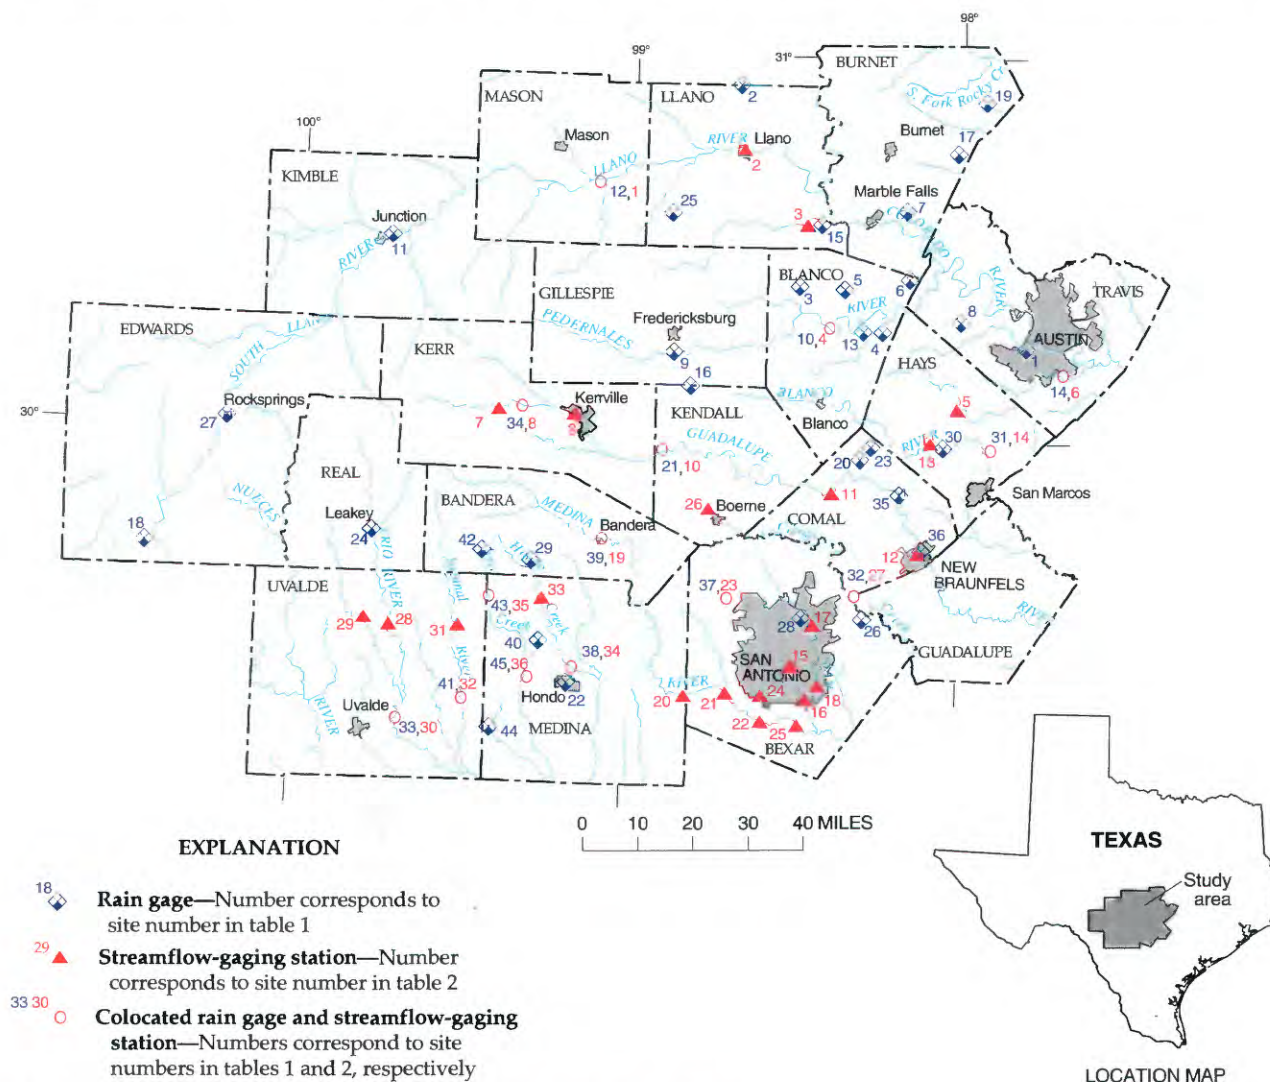 98°
99°
31°
BURNET
S. Fork Rocky Cr
19
MASON
LLANO
2
Mason
Burnet
17
100°
RIVER
Llano
LLANO
2
KIMBLE
12,1
25
Marble Falls
7
Junction
3
15
COLORADO
RIVER
11
RIVER
GILLESPIE
BLANCO
5
3
6
TRAVIS
EDWARDS
SOUTH LLANO
PEDERNALES
RIVER
Fredericksburg
8
KERR
10,4
13
4
AUSTIN
9
1
HAYS
16
14,6
30°
Rocksprings
27
Kerrville
BLANCO
7
34,8
9
KENDALL
Blanco
5
GUADALUPE
RIVER
30
31,14
REAL
21,10
20
23
13
NUECES
BANDERA
MEDINA
26
Boerne
11
35
San Marcos
Leakey
24
18
Bandera
COMAL
42
29
39,19
36
12
FRIO RIVER
NEW
BRAUNFELS
UVALDE
43,35
33
37,23
32,27
Creek
29
28
31
Creek
40
28
17
26
RIVER
38,34
SAN
ANTONIO
15
GUADALUPE
45,36
41,32
Hondo
22
RIVER
20
21
24
18
16
Uvalde
RIVER
33,30
44
MEDINA
22
25
BEXAR
0 10 20 30 40 MILES
EXPLANATION
18
Rain gage—Number corresponds to
site number in table 1
29
Streamflow-gaging station—Number
corresponds to site number in table 2
33 30
Colocated rain gage and streamflow-gaging
station—Numbers correspond to site
numbers in tables 1 and 2, respectively
TEXAS
Study
area
LOCATION MAP